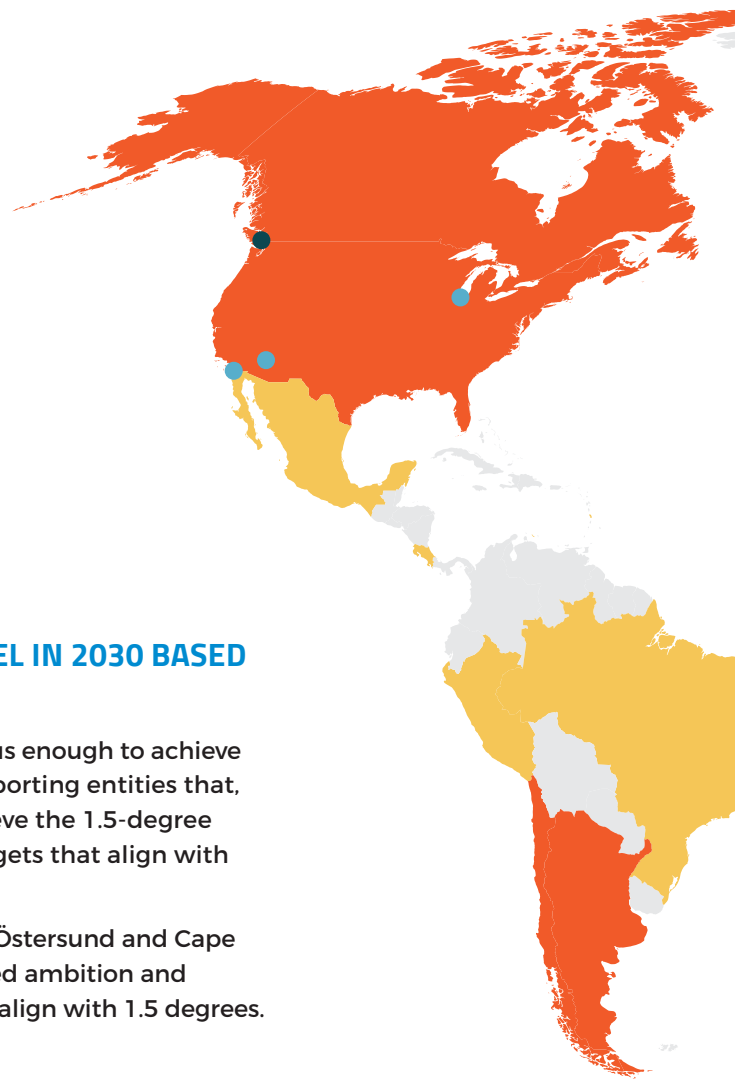 EL IN 2030 BASED
us enough to achieve
porting entities that,
eve the 1.5-degree
gets that align with
Östersund and Cape
ed ambition and
align with 1.5 degrees.